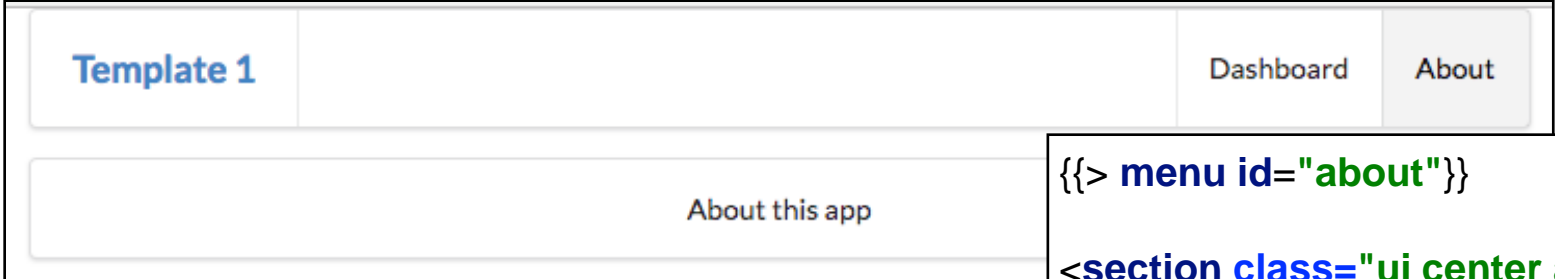 Template 1
Dashboard
About
About this app
{{> menu id="about"}}
<section class="ui center